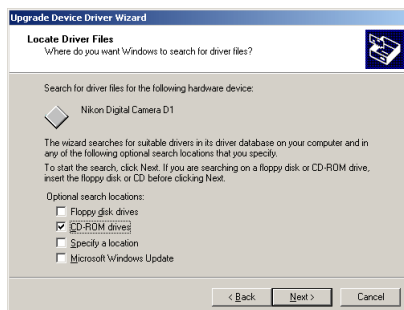 Upgrade Device Driver Wizard
Locate Driver Files
Where do you want Windows to search for driver files?
Search for driver files for the following hardware device:
Nikon Digital Camera D1
The wizard searches for suitable drivers in its driver database on your computer and in
any of the following optional search locations that you specify.
To start the search, click Next. If you are searching on a floppy disk or CD-ROM drive,
insert the floppy disk or CD before clicking Next.
Optional search locations:
Floppy disk drives
CD-ROM drives
Specify a location
Microsoft Windows Update
< Back
Next >
Cancel